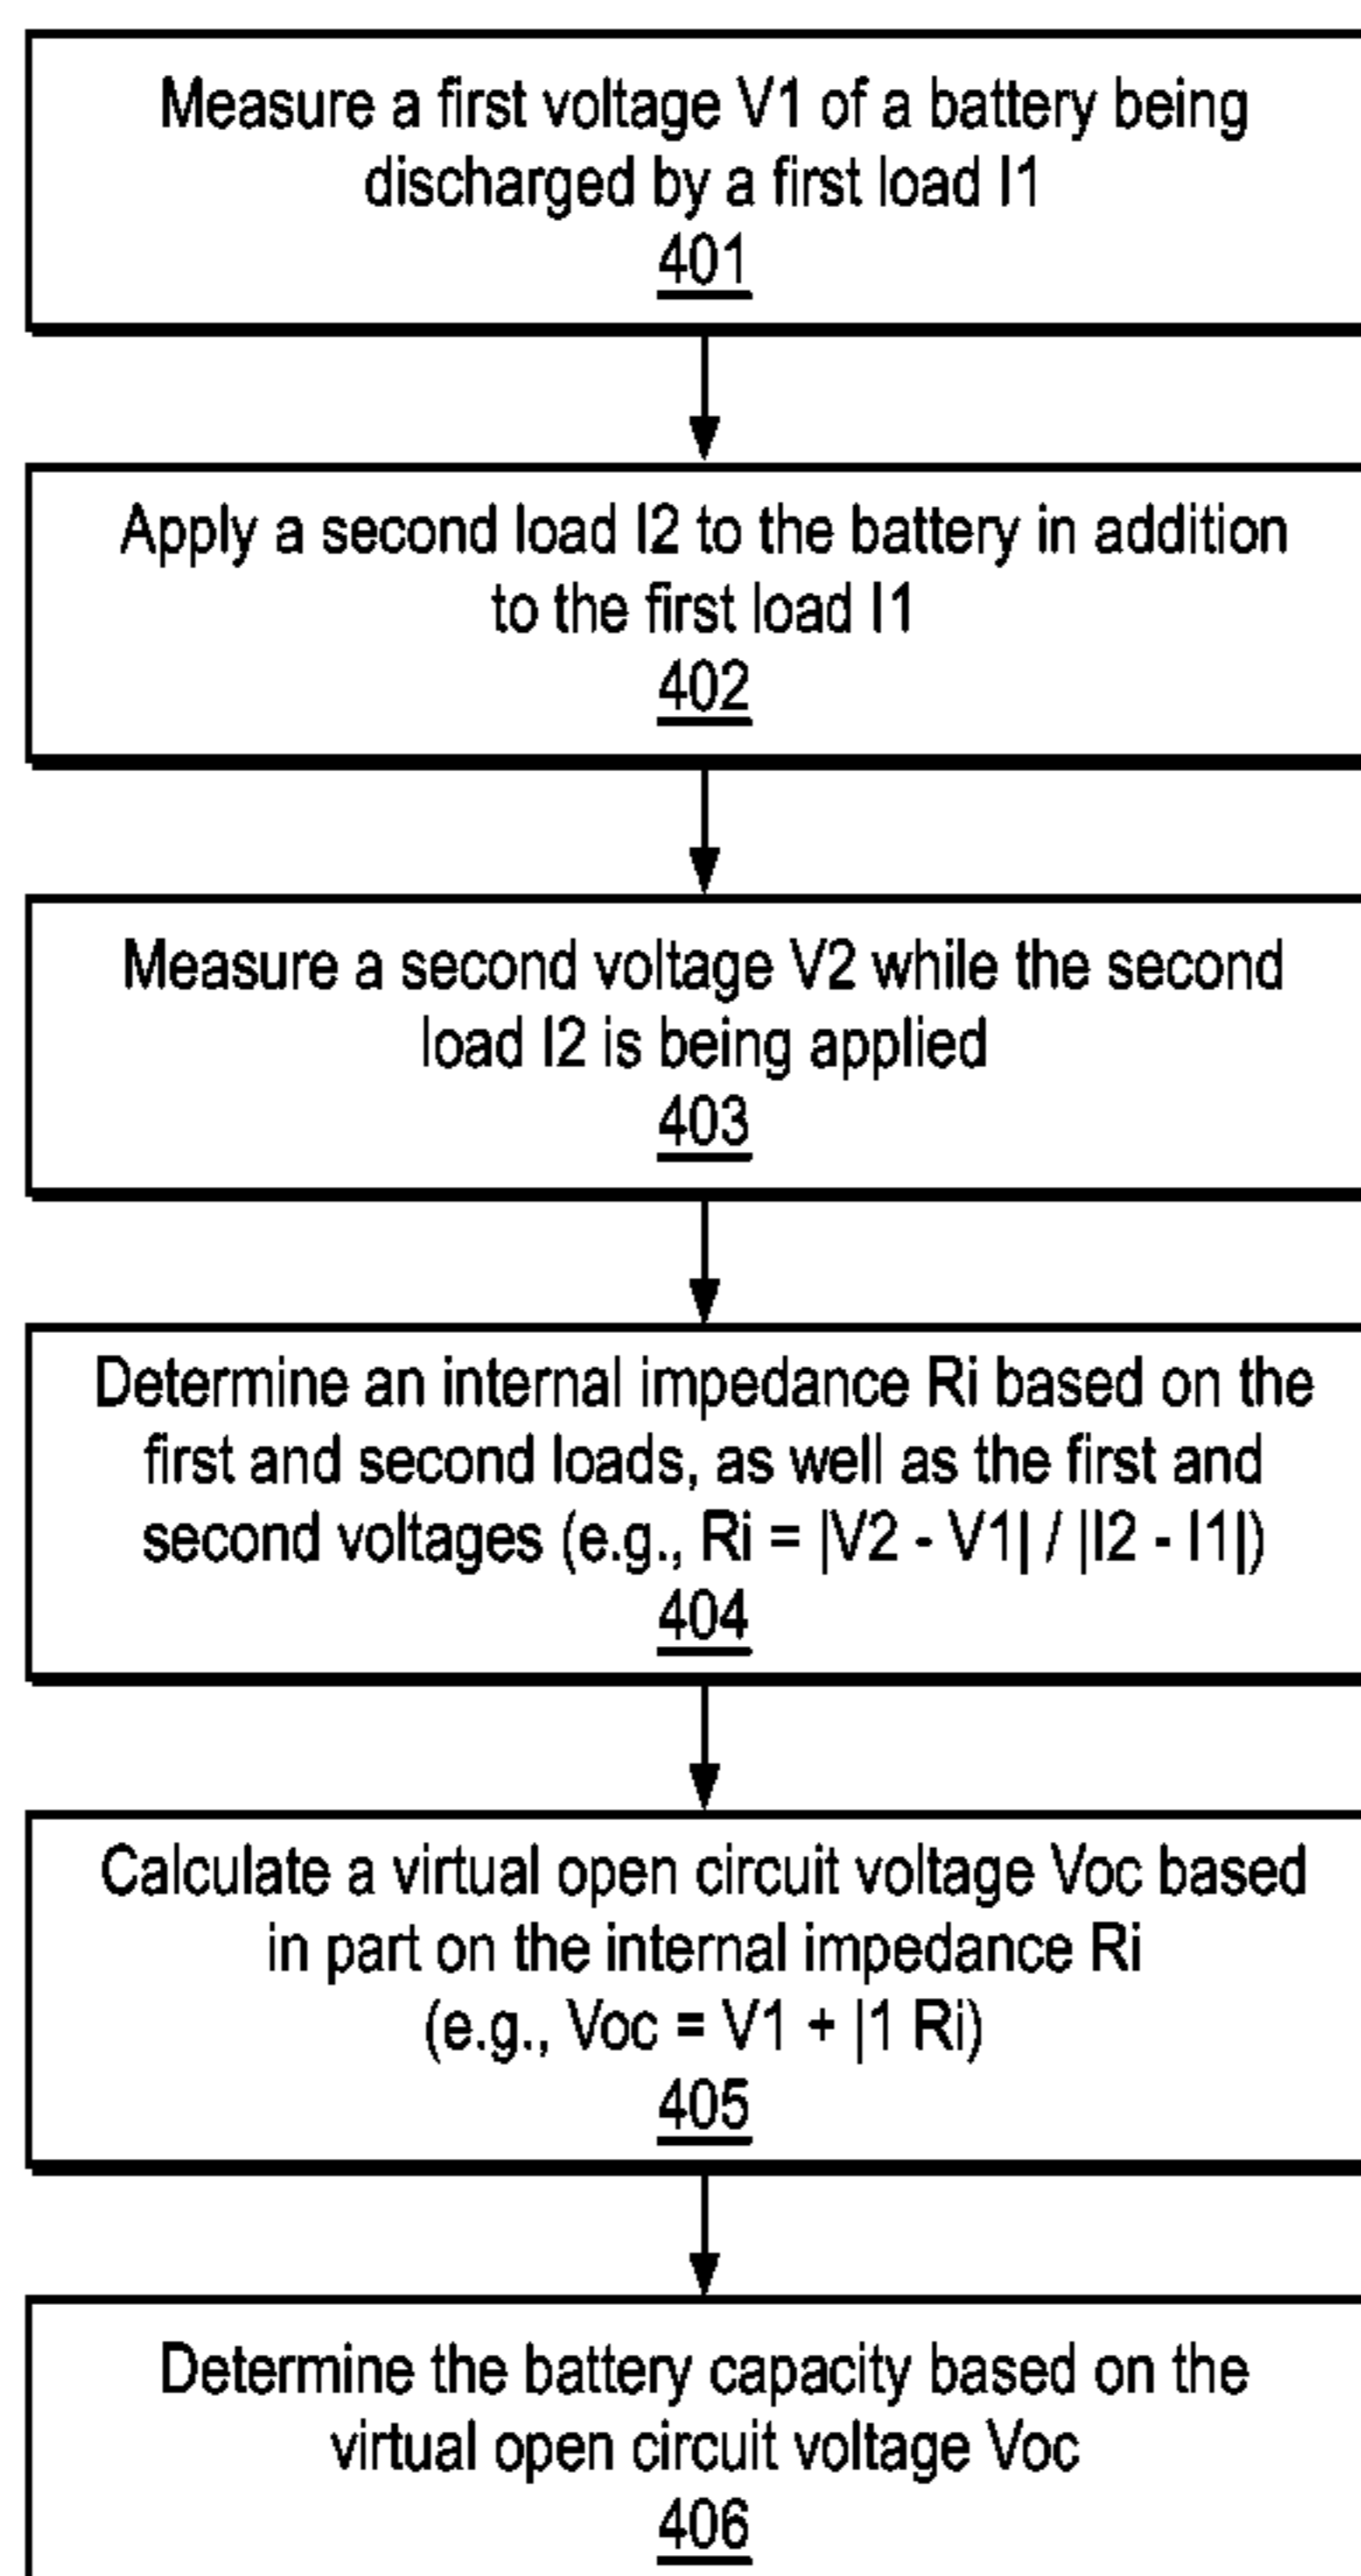 Measure a first voltage V1 of a battery being
discharged by a first load I1
401
Apply a second load I2 to the battery in addition
to the first load I1
402
Measure a second voltage V2 while the second
load I2 is being applied
403
Determine an internal impedance Ri based on the
first and second loads, as well as the first and
second voltages (e.g., Ri = |V2 - V1| / |I2 - I1|)
404
Calculate a virtual open circuit voltage Voc based
in part on the internal impedance Ri
(e.g., Voc = V1 + |1 Ri)
405
Determine the battery capacity based on the
virtual open circuit voltage Voc
406